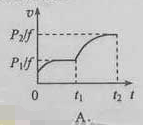 v
P₂/f
P₁/f
0 t₁ t₂ t
A.